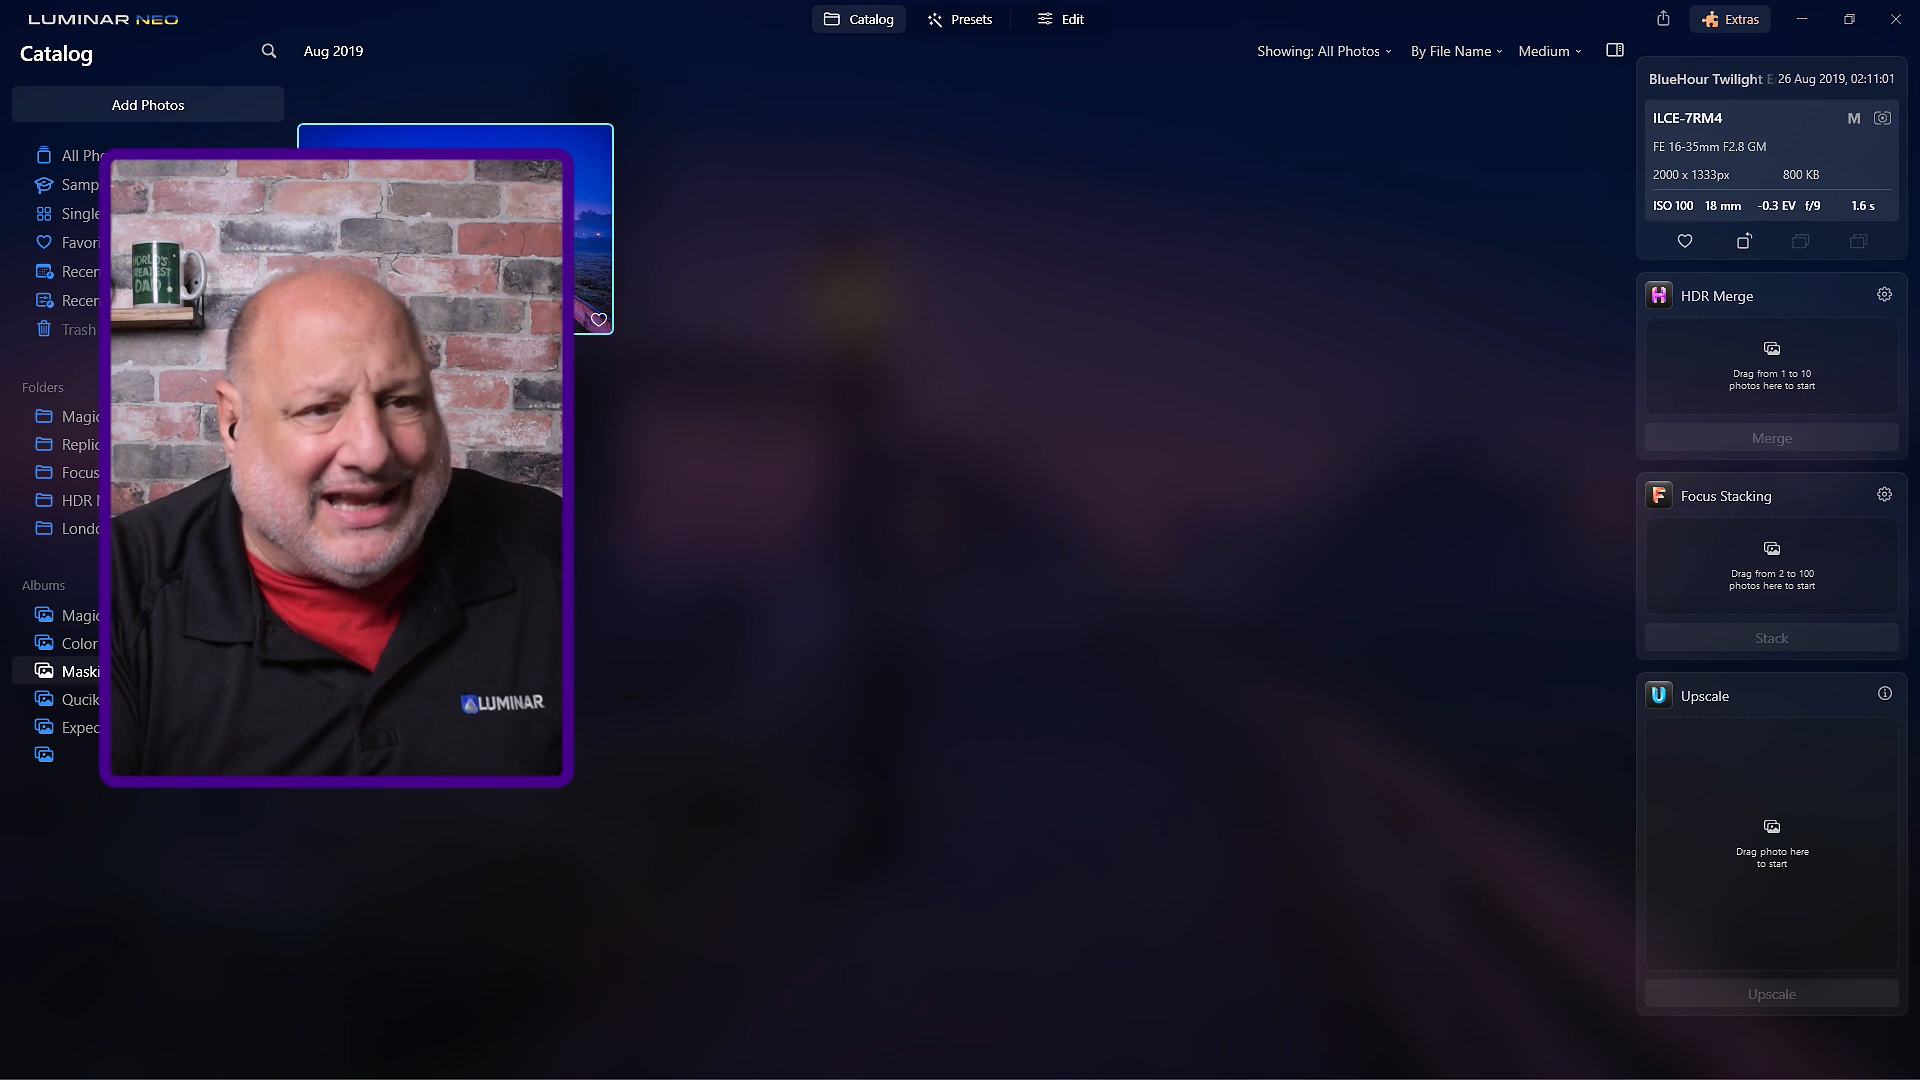 LUMINAR NEO
Catalog
Presets
Edit
Extras
Catalog
Aug 2019
Showing: All Photos
By File Name
Medium
Add Photos
All Pho
Samp
Single
Favori
Recen
Recen
Trash
Folders
Magic
Replic
Focus
HDR
Londo
Albums
Magic
Color
Maski
Qucik
Expec
WORLD'S
GREATEST
DAD
LUMINAR
BlueHour Twilight E
26 Aug 2019, 02:11:01
ILCE-7RM4
M
FE 16-35mm F2.8 GM
2000 x 1333px
800 KB
ISO 100
18 mm
-0.3 EV
f/9
1.6 s
HDR Merge
Drag from 1 to 10
photos here to start
Merge
Focus Stacking
Drag from 2 to 100
photos here to start
Stack
Upscale
Drag photo here
to start
Upscale